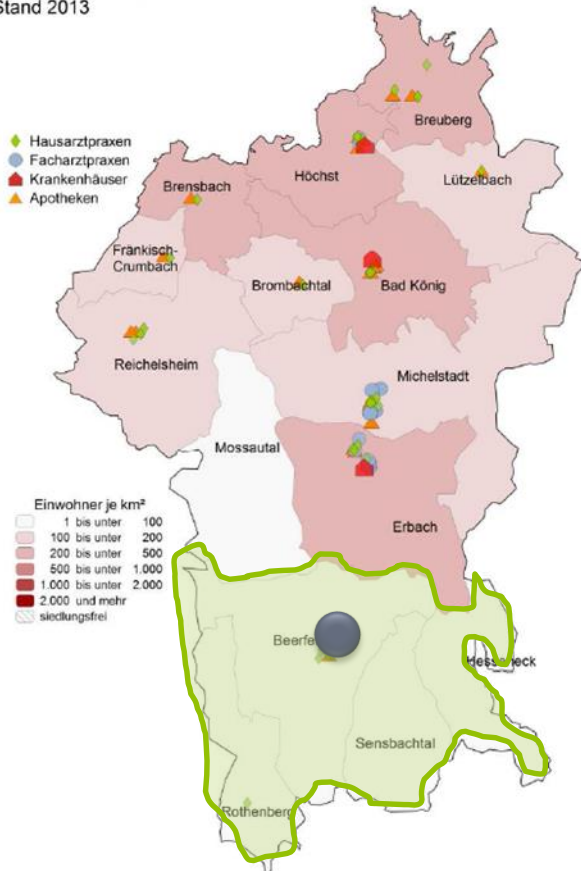 Stand 2013
Hausarztpraxen
Facharztpraxen
Krankenhäuser
Apotheken
Breuberg
Höchst
Lützelbach
Brensbach
Fränkisch-
Crumbach
Brombachtal
Bad König
Reichelsheim
Michelstadt
Mossautal
Erbach
Einwohner je km²
1 bis unter 100
100 bis unter 200
200 bis unter 500
500 bis unter 1.000
1.000 bis unter 2.000
2.000 und mehr
siedlungsfrei
Beerfe
Hesseneck
Sensbachtal
Rothenberg